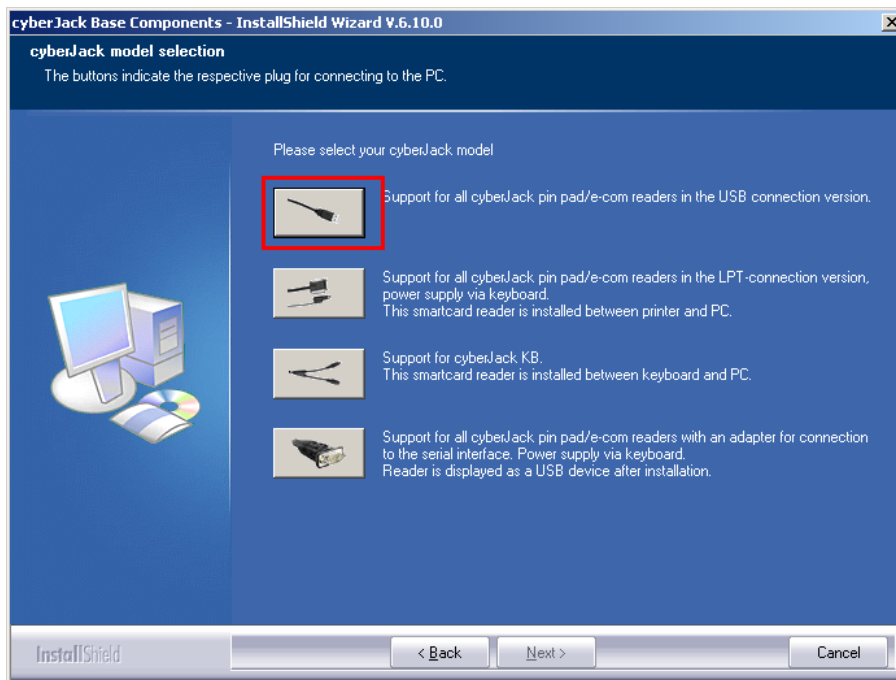 cyberJack Base Components - InstallShield Wizard V.6.10.0
cyberJack model selection
The buttons indicate the respective plug for connecting to the PC.
Please select your cyberJack model
Support for all cyberJack pin pad/e-com readers in the USB connection version.
Support for all cyberJack pin pad/e-com readers in the LPT-connection version,
power supply via keyboard.
This smartcard reader is installed between printer and PC.
Support for cyberJack KB.
This smartcard reader is installed between keyboard and PC.
Support for all cyberJack pin pad/e-com readers with an adapter for connection
to the serial interface. Power supply via keyboard.
Reader is displayed as a USB device after installation.
InstallShield
< Back
Next >
Cancel